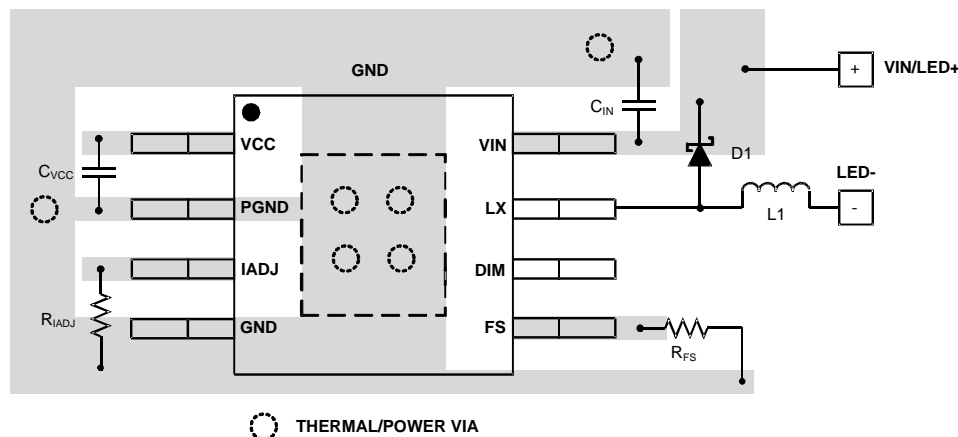 GND
+ VIN/LED+
C_IN
VCC
VIN
D1
C_VCC
LED-
PGND
LX
L1
-
IADJ
DIM
R_IADJ
GND
FS
R_FS
THERMAL/POWER VIA